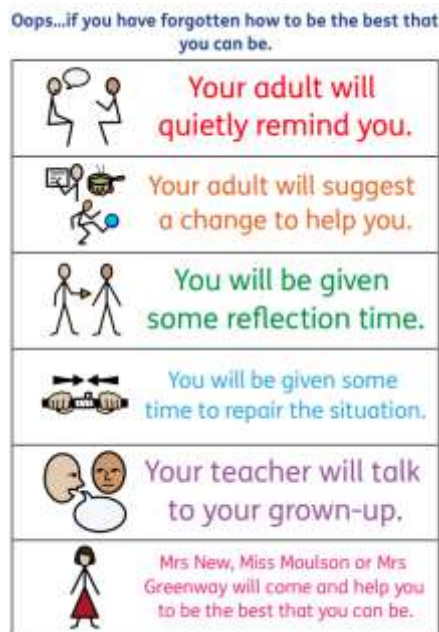 Oops...if you have forgotten how to be the best that
you can be.
Your adult will
quietly remind you.
Your adult will suggest
a change to help you.
You will be given
some reflection time.
You will be given some
time to repair the situation.
Your teacher will talk
to your grown-up.
Mrs New, Miss Moulson or Mrs
Greenway will come and help you
to be the best that you can be.